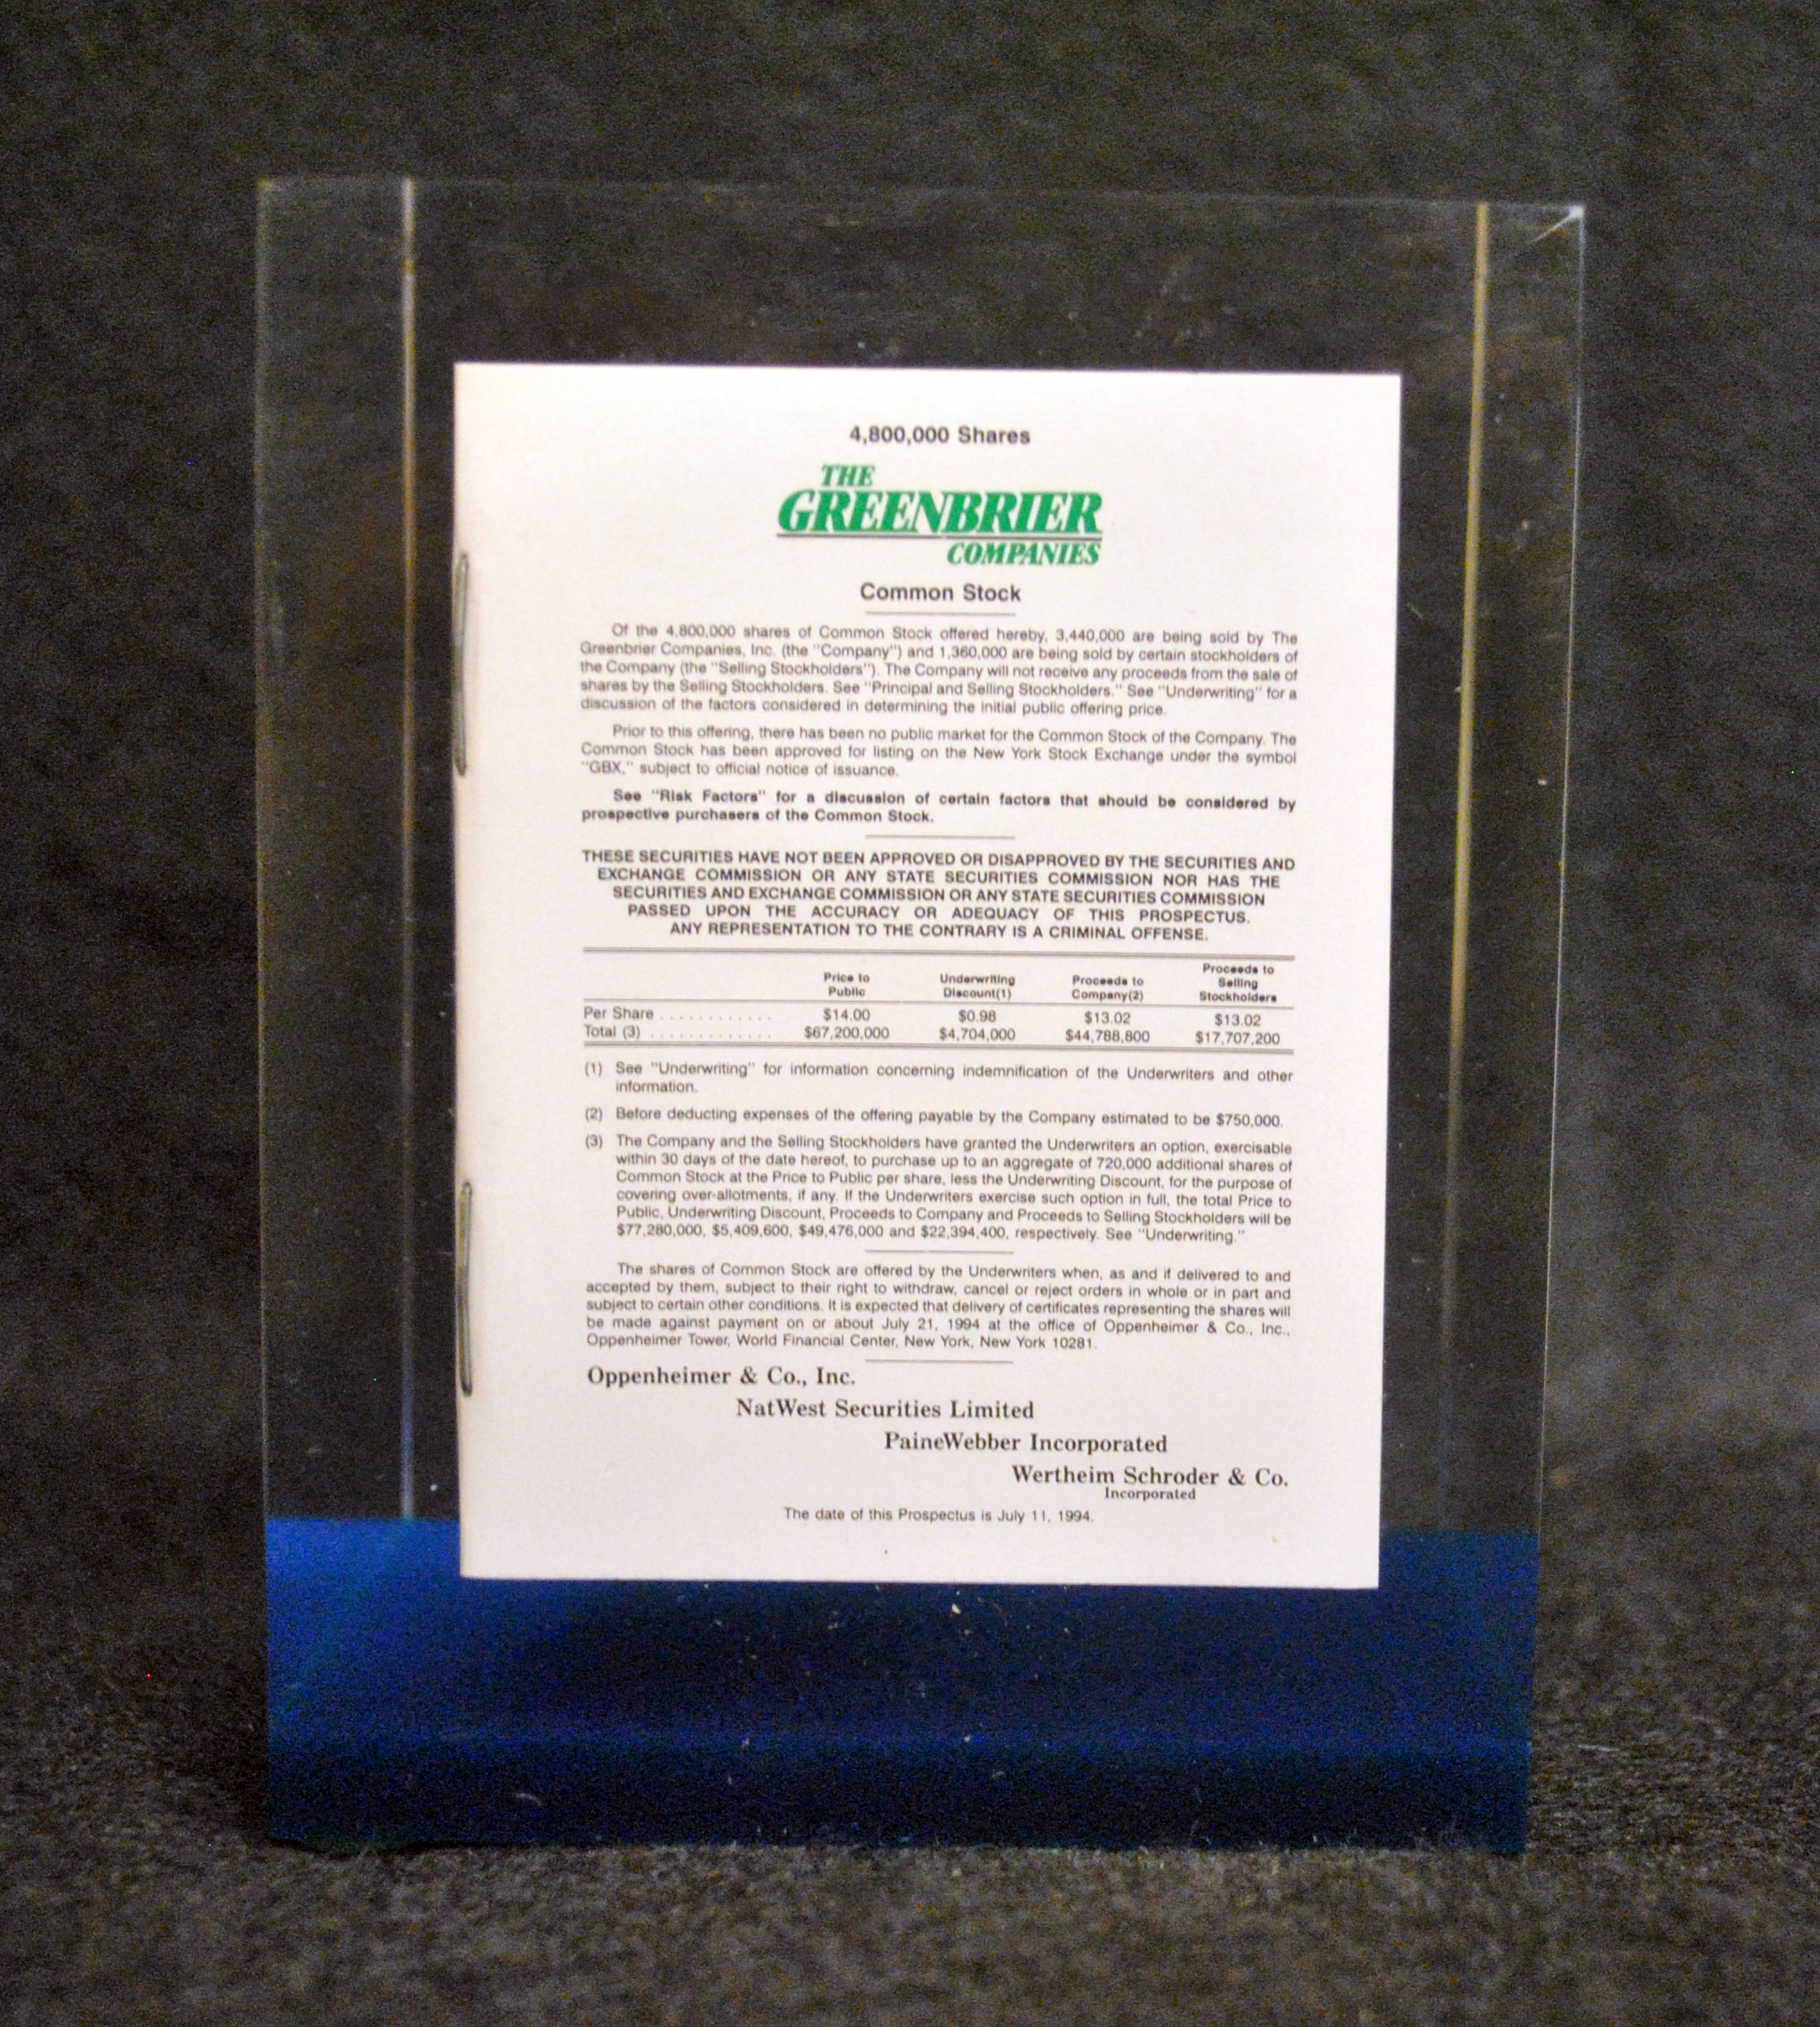 4,800,000 Shares
THE
GREENBRIER
COMPANIES
Common Stock
Of the 4,800,000 shares of Common Stock offered hereby, 3,440,000 are being sold by The
Greenbrier Companies, Inc. (the "Company") and 1,360,000 are being sold by certain stockholders of
the Company (the "Selling Stockholders"). The Company will not receive any proceeds from the sale of
shares by the Selling Stockholders. See "Principal and Selling Stockholders." See "Underwriting" for a
discussion of the factors considered in determining the initial public offering price.
Prior to this offering, there has been no public market for the Common Stock of the Company. The
Common Stock has been approved for listing on the New York Stock Exchange under the symbol
"GBX," subject to official notice of issuance.
See "Risk Factors" for a discussion of certain factors that should be considered by
prospective purchasers of the Common Stock.
THESE SECURITIES HAVE NOT BEEN APPROVED OR DISAPPROVED BY THE SECURITIES AND
EXCHANGE COMMISSION OR ANY STATE SECURITIES COMMISSION NOR HAS THE
SECURITIES AND EXCHANGE COMMISSION OR ANY STATE SECURITIES COMMISSION
PASSED UPON THE ACCURACY OR ADEQUACY OF THIS PROSPECTUS.
ANY REPRESENTATION TO THE CONTRARY IS A CRIMINAL OFFENSE.
Price to Public Underwriting Discount(1) Proceeds to Company(2) Proceeds to Selling Stockholders
Per Share . . . . . . . . . . . . $14.00 $0.98 $13.02 $13.02
Total (3) . . . . . . . . . . . . . $67,200,000 $4,704,000 $44,788,800 $17,707,200
(1) See "Underwriting" for information concerning indemnification of the Underwriters and other
information.
(2) Before deducting expenses of the offering payable by the Company estimated to be $750,000.
(3) The Company and the Selling Stockholders have granted the Underwriters an option, exercisable
within 30 days of the date hereof, to purchase up to an aggregate of 720,000 additional shares of
Common Stock at the Price to Public per share, less the Underwriting Discount, for the purpose of
covering over-allotments, if any. If the Underwriters exercise such option in full, the total Price to
Public, Underwriting Discount, Proceeds to Company and Proceeds to Selling Stockholders will be
$77,280,000, $5,409,600, $49,476,000 and $22,394,400, respectively. See "Underwriting."
The shares of Common Stock are offered by the Underwriters when, as and if delivered to and
accepted by them, subject to their right to withdraw, cancel or reject orders in whole or in part and
subject to certain other conditions. It is expected that delivery of certificates representing the shares will
be made against payment on or about July 21, 1994 at the office of Oppenheimer & Co., Inc.,
Oppenheimer Tower, World Financial Center, New York, New York 10281.
Oppenheimer & Co., Inc.
NatWest Securities Limited
PaineWebber Incorporated
Wertheim Schroder & Co.
Incorporated
The date of this Prospectus is July 11, 1994.